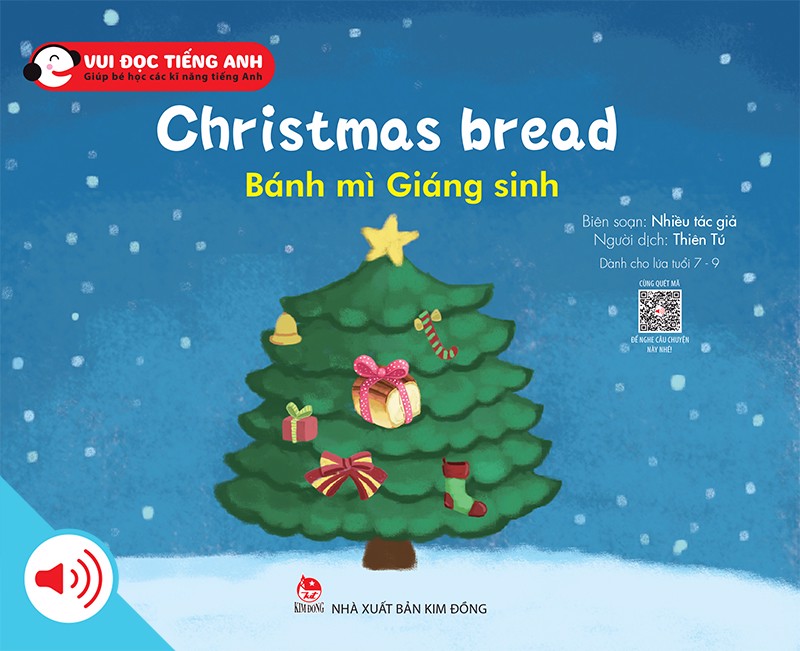 VUI ĐỌC TIẾNG ANH
Giúp bé học các kĩ năng tiếng Anh
Christmas bread
Bánh mì Giáng sinh
Biên soạn: Nhiều tác giả
Người dịch: Thiên Tú
Dành cho lứa tuổi 7 - 9
CÙNG QUÉT MÃ
ĐỂ NGHE CÂU CHUYỆN
NÀY NHÉ!
KIM ĐỒNG
NHÀ XUẤT BẢN KIM ĐỒNG